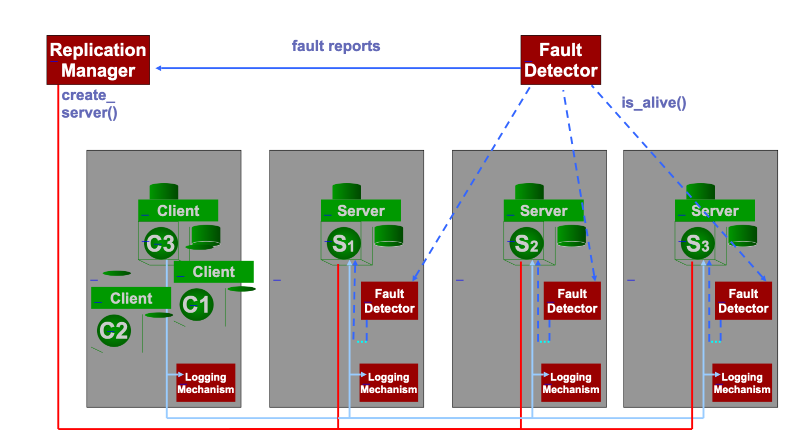 Replication
Manager
fault reports
Fault
Detector
create_
server()
is_alive()
Client
C3
Client
C1
Client
C2
Logging
Mechanism
Server
S1
Fault
Detector
Logging
Mechanism
Server
S2
Fault
Detector
Logging
Mechanism
Server
S3
Fault
Detector
Logging
Mechanism